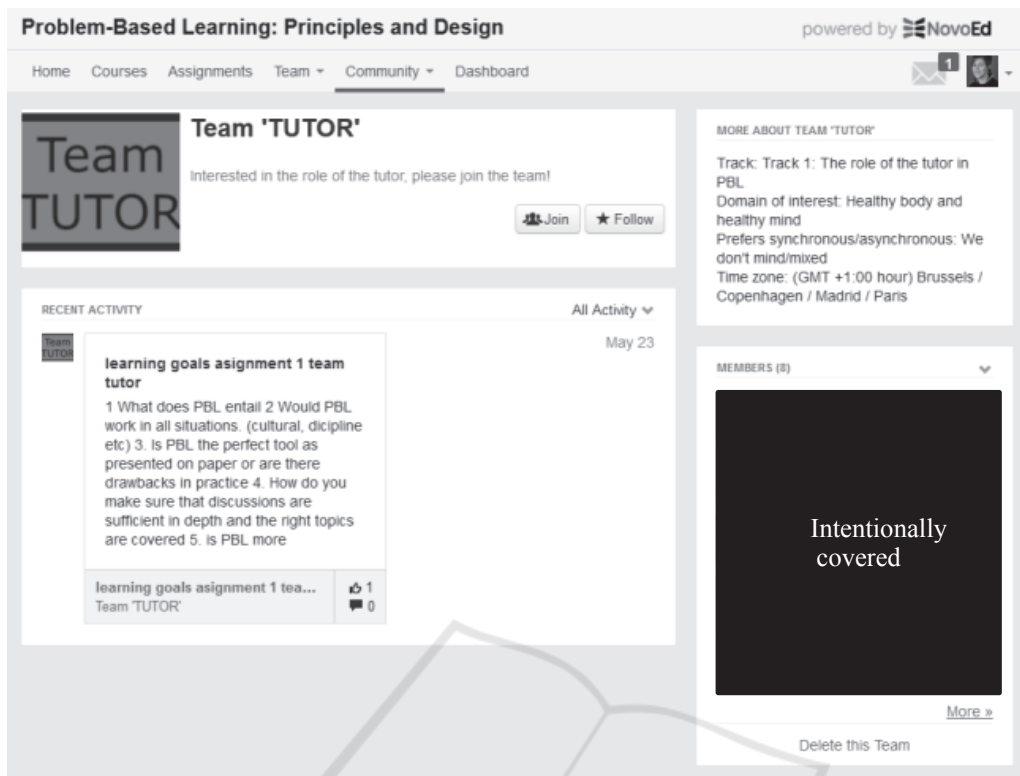 Problem-Based Learning: Principles and Design
powered by NovoEd
Home Courses Assignments Team Community Dashboard
1
Team
TUTOR
Team 'TUTOR'
Interested in the role of the tutor, please join the team!
Join Follow
RECENT ACTIVITY
All Activity
May 23
Team
TUTOR
learning goals asignment 1 team
tutor
1 What does PBL entail 2 Would PBL
work in all situations. (cultural, dicipline
etc) 3. Is PBL the perfect tool as
presented on paper or are there
drawbacks in practice 4. How do you
make sure that discussions are
sufficient in depth and the right topics
are covered 5. is PBL more
learning goals asignment 1 tea...
Team 'TUTOR'
1
0
MORE ABOUT TEAM 'TUTOR'
Track: Track 1: The role of the tutor in
PBL
Domain of interest: Healthy body and
healthy mind
Prefers synchronous/asynchronous: We
don't mind/mixed
Time zone: (GMT +1:00 hour) Brussels /
Copenhagen / Madrid / Paris
MEMBERS (8)
Intentionally
covered
More »
Delete this Team